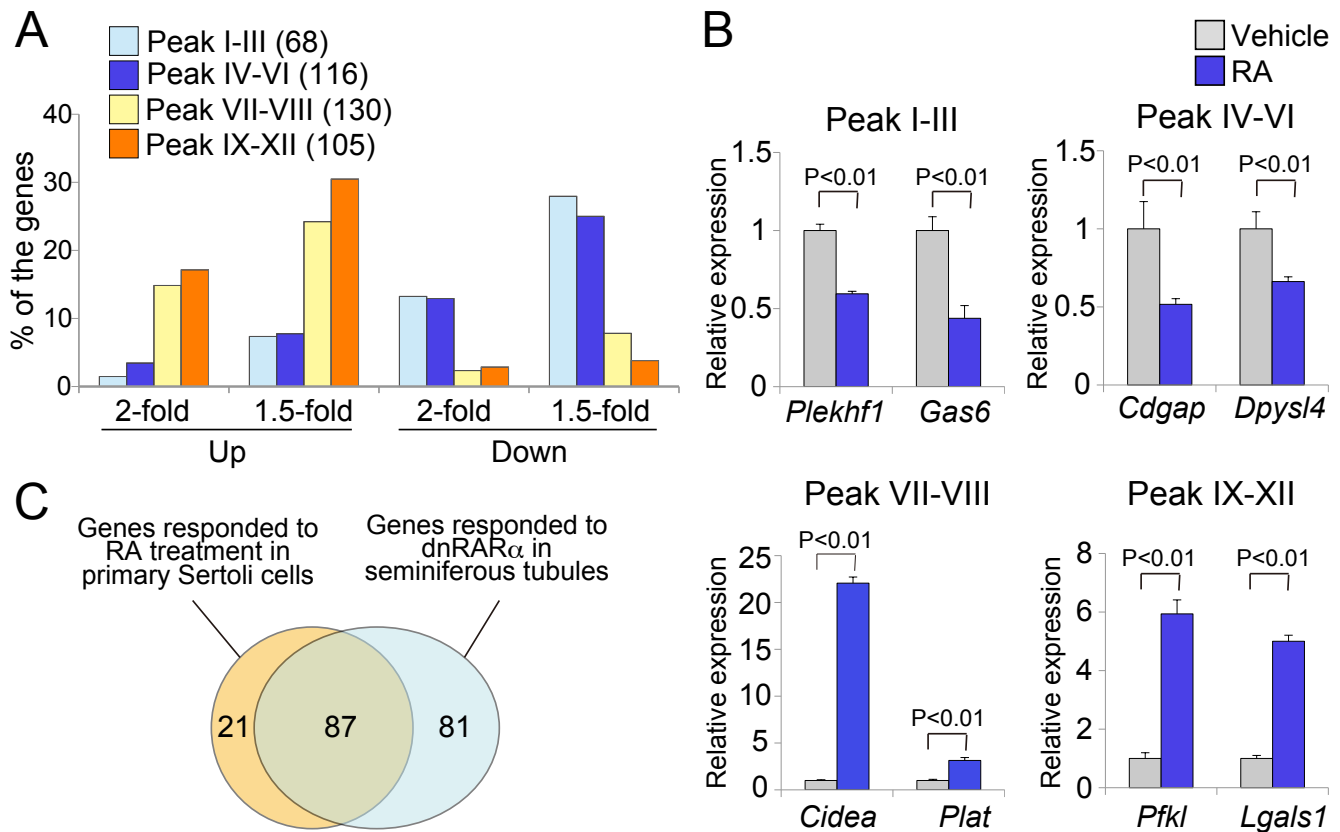 A
Peak I-III (68)
Peak IV-VI (116)
Peak VII-VIII (130)
Peak IX-XII (105)
% of the genes
40
30
20
10
0
2-fold 1.5-fold 2-fold 1.5-fold
Up Down
B
Vehicle
RA
Peak I-III
Relative expression
1.5
1
0.5
0
P<0.01 P<0.01
Plekhf1 Gas6
Peak IV-VI
Relative expression
1.5
1
0.5
0
P<0.01 P<0.01
Cdgap Dpysl4
Peak VII-VIII
Relative expression
25
20
15
10
5
0
P<0.01
P<0.01
Cidea Plat
Peak IX-XII
Relative expression
8
6
4
2
0
P<0.01 P<0.01
Pfkl Lgals1
C
Genes responded to
RA treatment in
primary Sertoli cells
Genes responded to
dnRARα in
seminiferous tubules
21 87 81